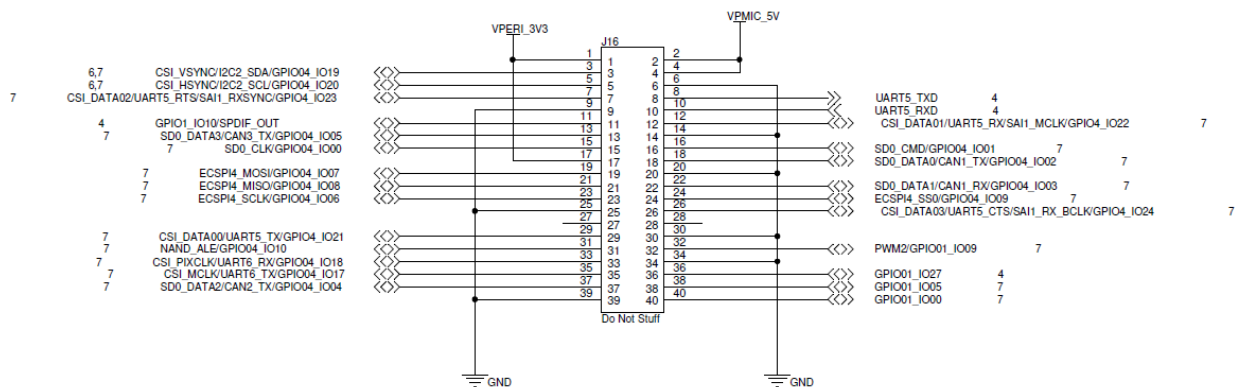 VPMIC_5V
VPERI_3V3
J16
1 1 2 2
6,7 CSI_VSYNC/I2C2_SDA/GPIO04_IO19 3 3 4 4
6,7 CSI_HSYNC/I2C2_SCL/GPIO04_IO20 5 5 6 6
7 CSI_DATA02/UART5_RTS/SAI1_RXSYNC/GPIO4_IO23 7 7 8 8 UART5_TXD 4
9 9 10 10 UART5_RXD 4
4 GPIO1_IO10/SPDIF_OUT 11 11 12 12 CSI_DATA01/UART5_RX/SAI1_MCLK/GPIO4_IO22 7
7 SD0_DATA3/CAN3_TX/GPIO04_IO05 13 13 14 14
7 SD0_CLK/GPIO04_IO00 15 15 16 16 SD0_CMD/GPIO04_IO01 7
17 17 18 18 SD0_DATA0/CAN1_TX/GPIO04_IO02 7
7 ECSPI4_MOSI/GPIO04_IO07 19 19 20 20
7 ECSPI4_MISO/GPIO04_IO08 21 21 22 22 SD0_DATA1/CAN1_RX/GPIO04_IO03 7
7 ECSPI4_SCLK/GPIO04_IO06 23 23 24 24 ECSPI4_SS0/GPIO04_IO09 7
25 25 26 26 CSI_DATA03/UART5_CTS/SAI1_RX_BCLK/GPIO4_IO24 7
27 27 28 28
7 CSI_DATA00/UART5_TX/GPIO4_IO21 29 29 30 30
7 NAND_ALE/GPIO04_IO10 31 31 32 32 PWM2/GPIO01_IO09 7
7 CSI_PIXCLK/UART6_RX/GPIO04_IO18 33 33 34 34
7 CSI_MCLK/UART6_TX/GPIO04_IO17 35 35 36 36 GPIO01_IO27 4
7 SD0_DATA2/CAN2_TX/GPIO04_IO04 37 37 38 38 GPIO01_IO05 7
39 39 40 40 GPIO01_IO00 7
Do Not Stuff
GND GND